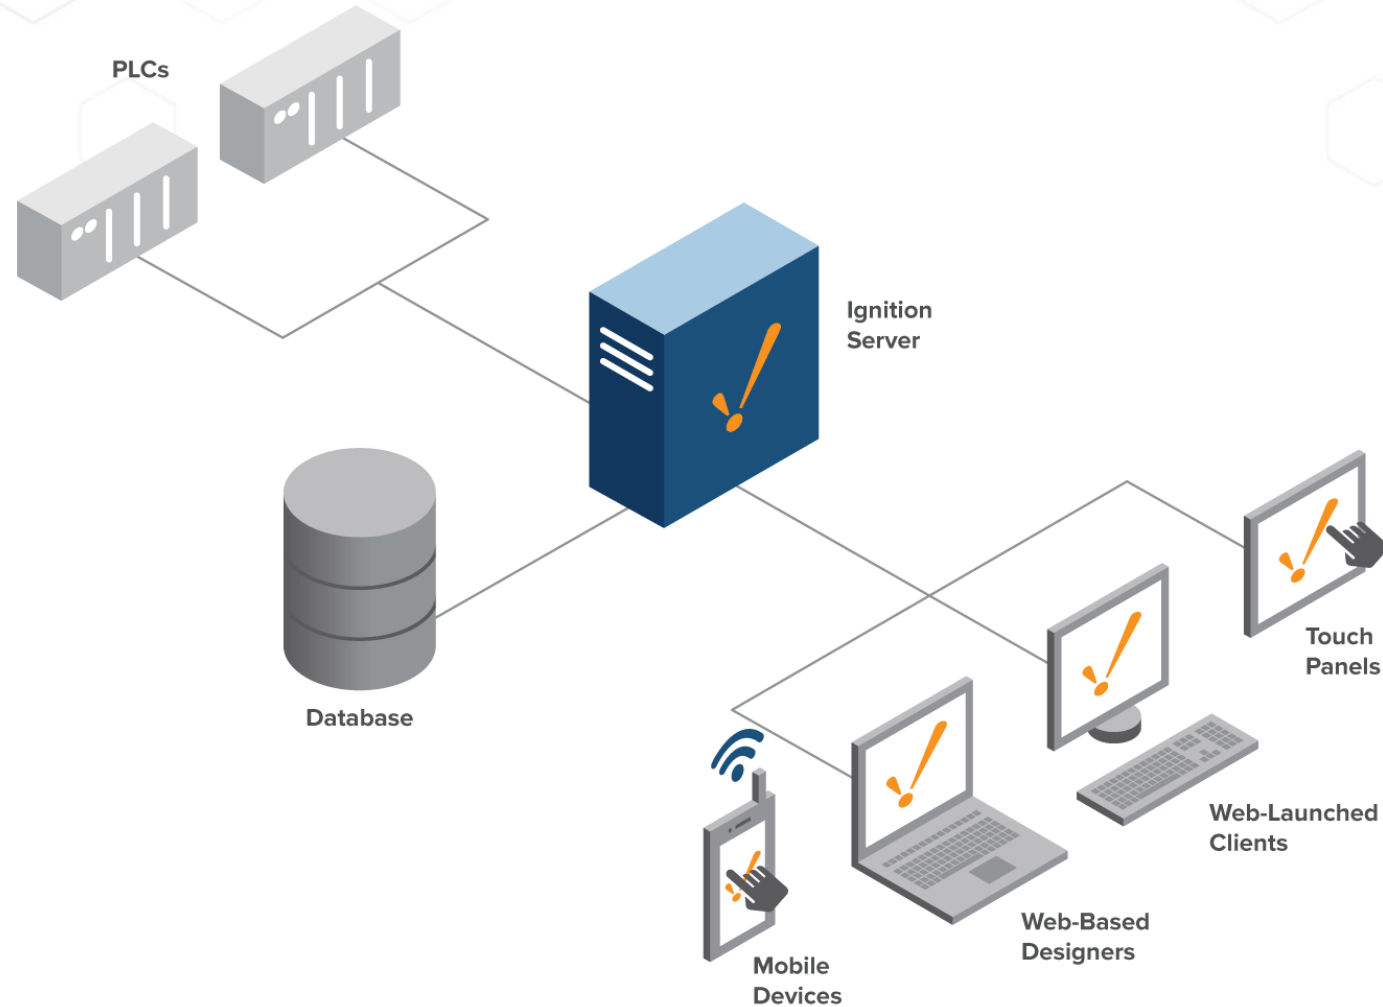 PLCs
Ignition
Server
Database
Touch
Panels
Web-Launched
Clients
Web-Based
Designers
Mobile
Devices